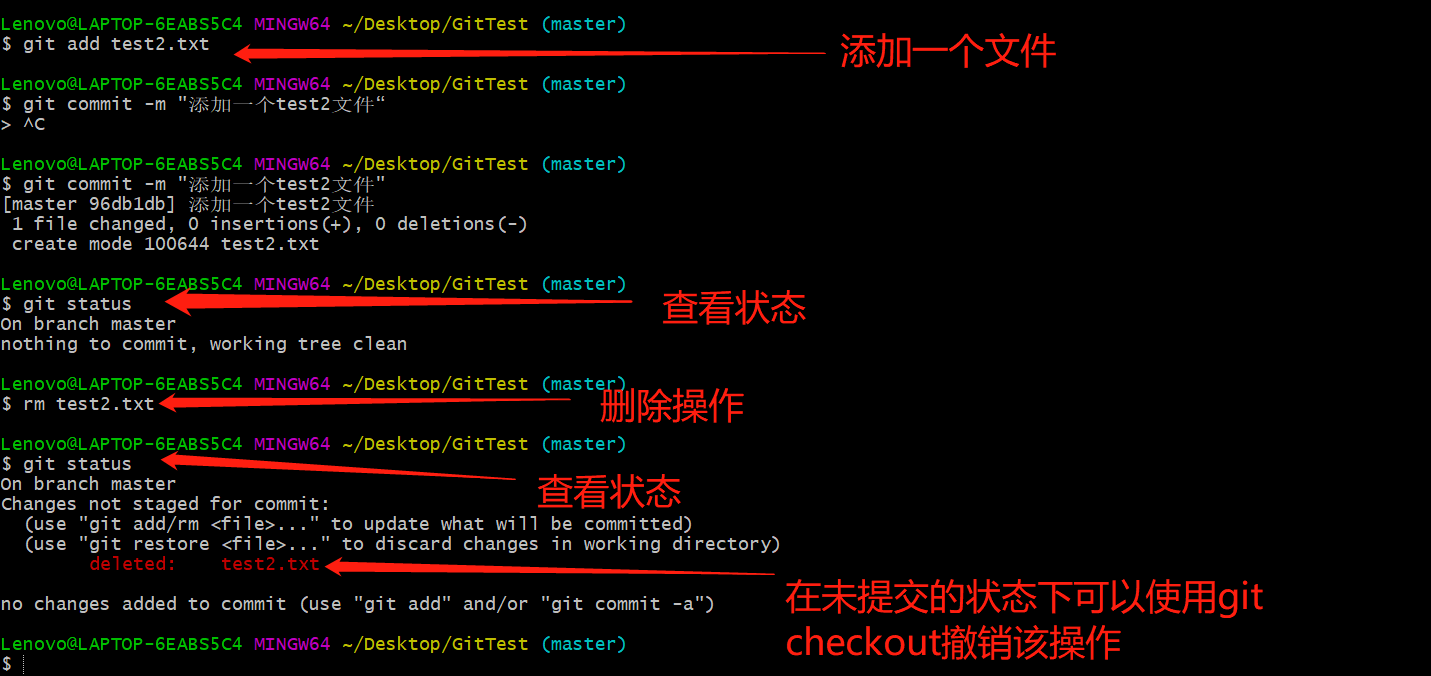 Lenovo@LAPTOP-6EABS5C4 MINGW64 ~/Desktop/GitTest (master)
$ git add test2.txt
添加一个文件
Lenovo@LAPTOP-6EABS5C4 MINGW64 ~/Desktop/GitTest (master)
$ git commit -m "添加一个test2文件“
> ^C
Lenovo@LAPTOP-6EABS5C4 MINGW64 ~/Desktop/GitTest (master)
$ git commit -m "添加一个test2文件"
[master 96db1db] 添加一个test2文件
1 file changed, 0 insertions(+), 0 deletions(-)
create mode 100644 test2.txt
Lenovo@LAPTOP-6EABS5C4 MINGW64 ~/Desktop/GitTest (master)
$ git status
查看状态
On branch master
nothing to commit, working tree clean
Lenovo@LAPTOP-6EABS5C4 MINGW64 ~/Desktop/GitTest (master)
$ rm test2.txt
删除操作
Lenovo@LAPTOP-6EABS5C4 MINGW64 ~/Desktop/GitTest (master)
$ git status
查看状态
On branch master
Changes not staged for commit:
(use "git add/rm <file>..." to update what will be committed)
(use "git restore <file>..." to discard changes in working directory)
deleted: test2.txt
在未提交的状态下可以使用git
checkout撤销该操作
no changes added to commit (use "git add" and/or "git commit -a")
Lenovo@LAPTOP-6EABS5C4 MINGW64 ~/Desktop/GitTest (master)
$